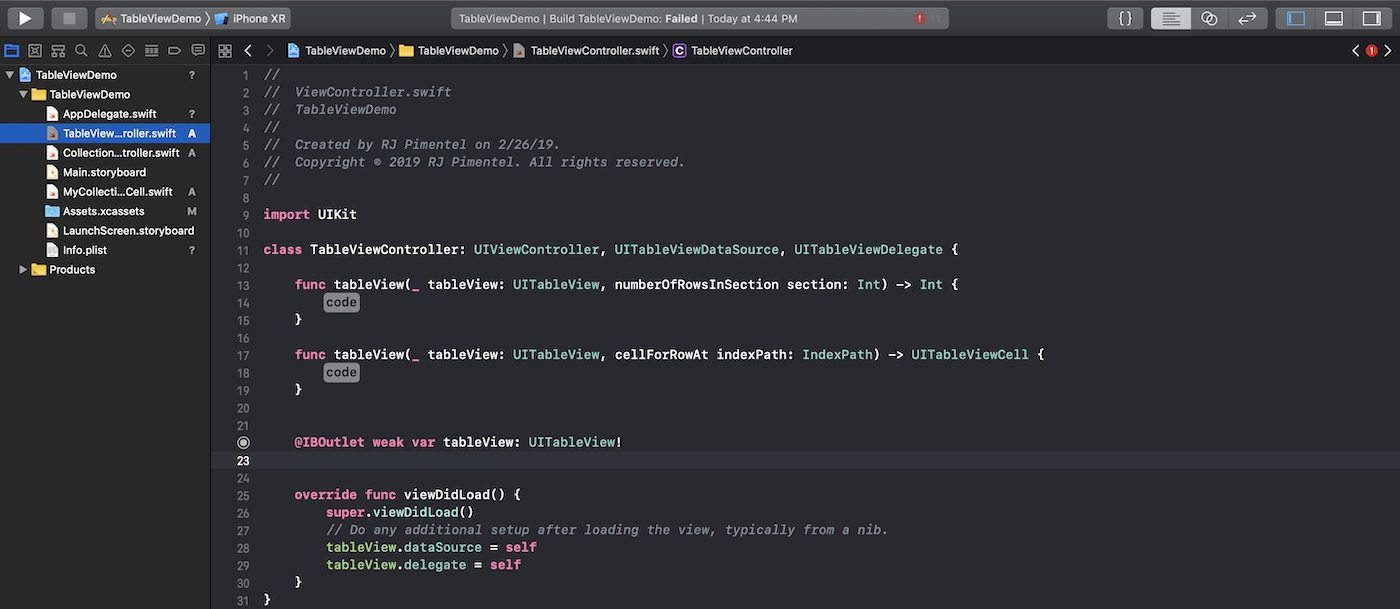 TableViewDemo iPhone XR
TableViewDemo | Build TableViewDemo: Failed | Today at 4:44 PM
{}
TableViewDemo TableViewDemo TableViewController.swift C TableViewController
TableViewDemo ?
TableViewDemo
AppDelegate.swift ?
TableView...roller.swift A
Collection...troller.swift A
Main.storyboard
MyCollecti...Cell.swift A
Assets.xcassets M
LaunchScreen.storyboard
Info.plist ?
Products
1 //
2 //  ViewController.swift
3 //  TableViewDemo
4 //
5 //  Created by RJ Pimentel on 2/26/19.
6 //  Copyright © 2019 RJ Pimentel. All rights reserved.
7 //
8
9 import UIKit
10
11 class TableViewController: UIViewController, UITableViewDataSource, UITableViewDelegate {
12
13     func tableView(_ tableView: UITableView, numberOfRowsInSection section: Int) -> Int {
14         code
15     }
16
17     func tableView(_ tableView: UITableView, cellForRowAt indexPath: IndexPath) -> UITableViewCell {
18         code
19     }
20
21
@IBOutlet weak var tableView: UITableView!
23
24
25     override func viewDidLoad() {
26         super.viewDidLoad()
27         // Do any additional setup after loading the view, typically from a nib.
28         tableView.dataSource = self
29         tableView.delegate = self
30     }
31 }